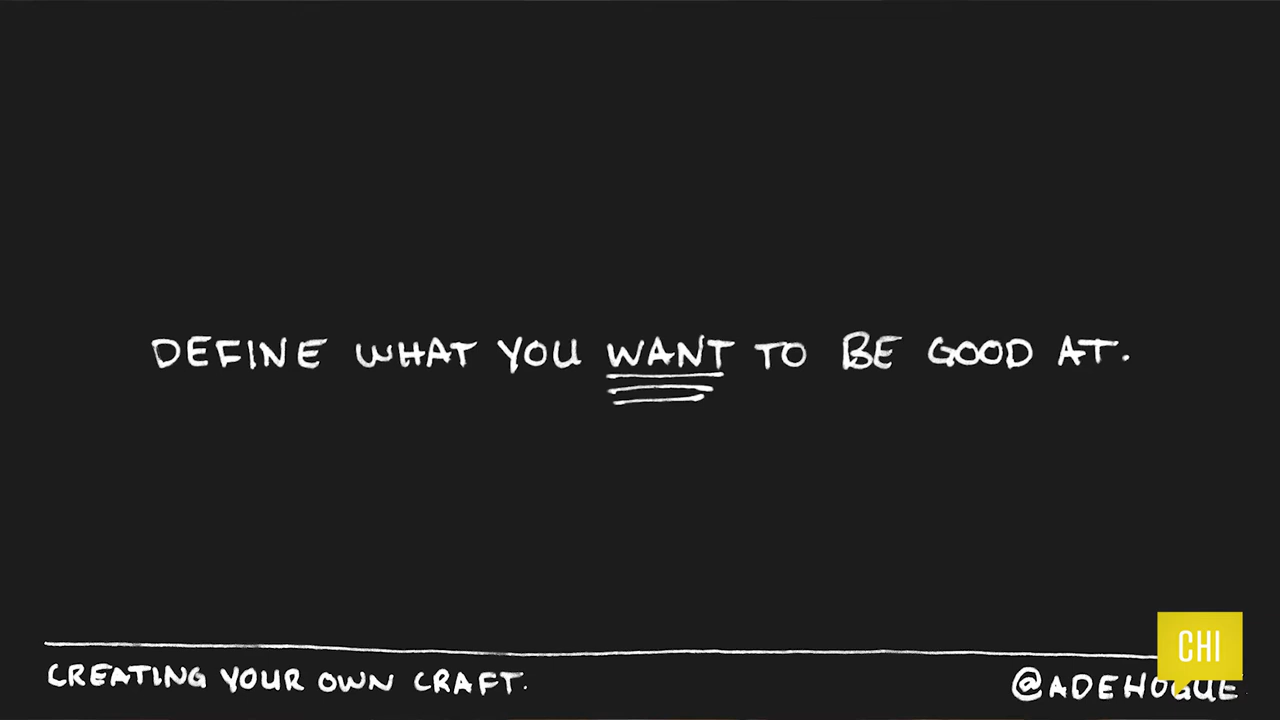 DEFINE WHAT YOU WANT TO BE GOOD AT.
CHI
CREATING YOUR OWN CRAFT.
@ADEHOGUE